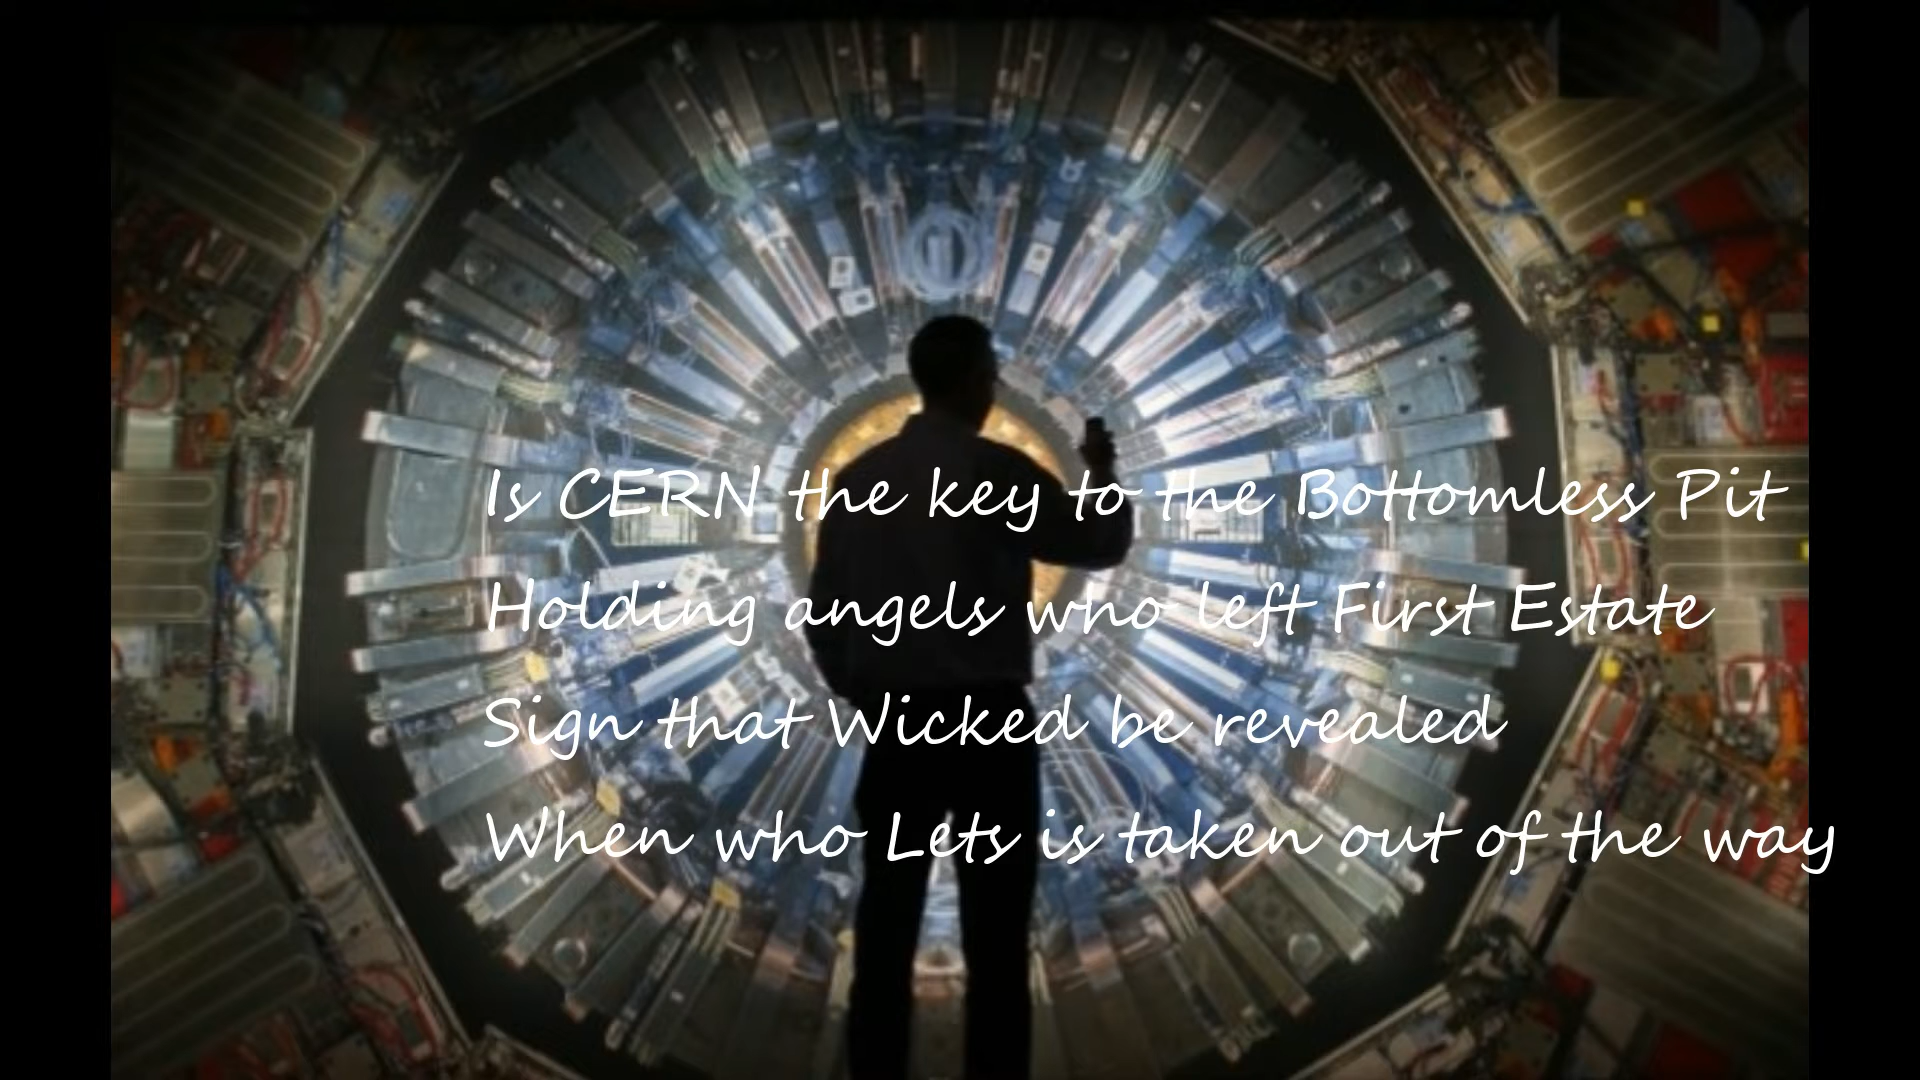 Is CERN the key to the Bottomless Pit
Holding angels who left First Estate
Sign that Wicked be revealed
When who Lets is taken out of the way